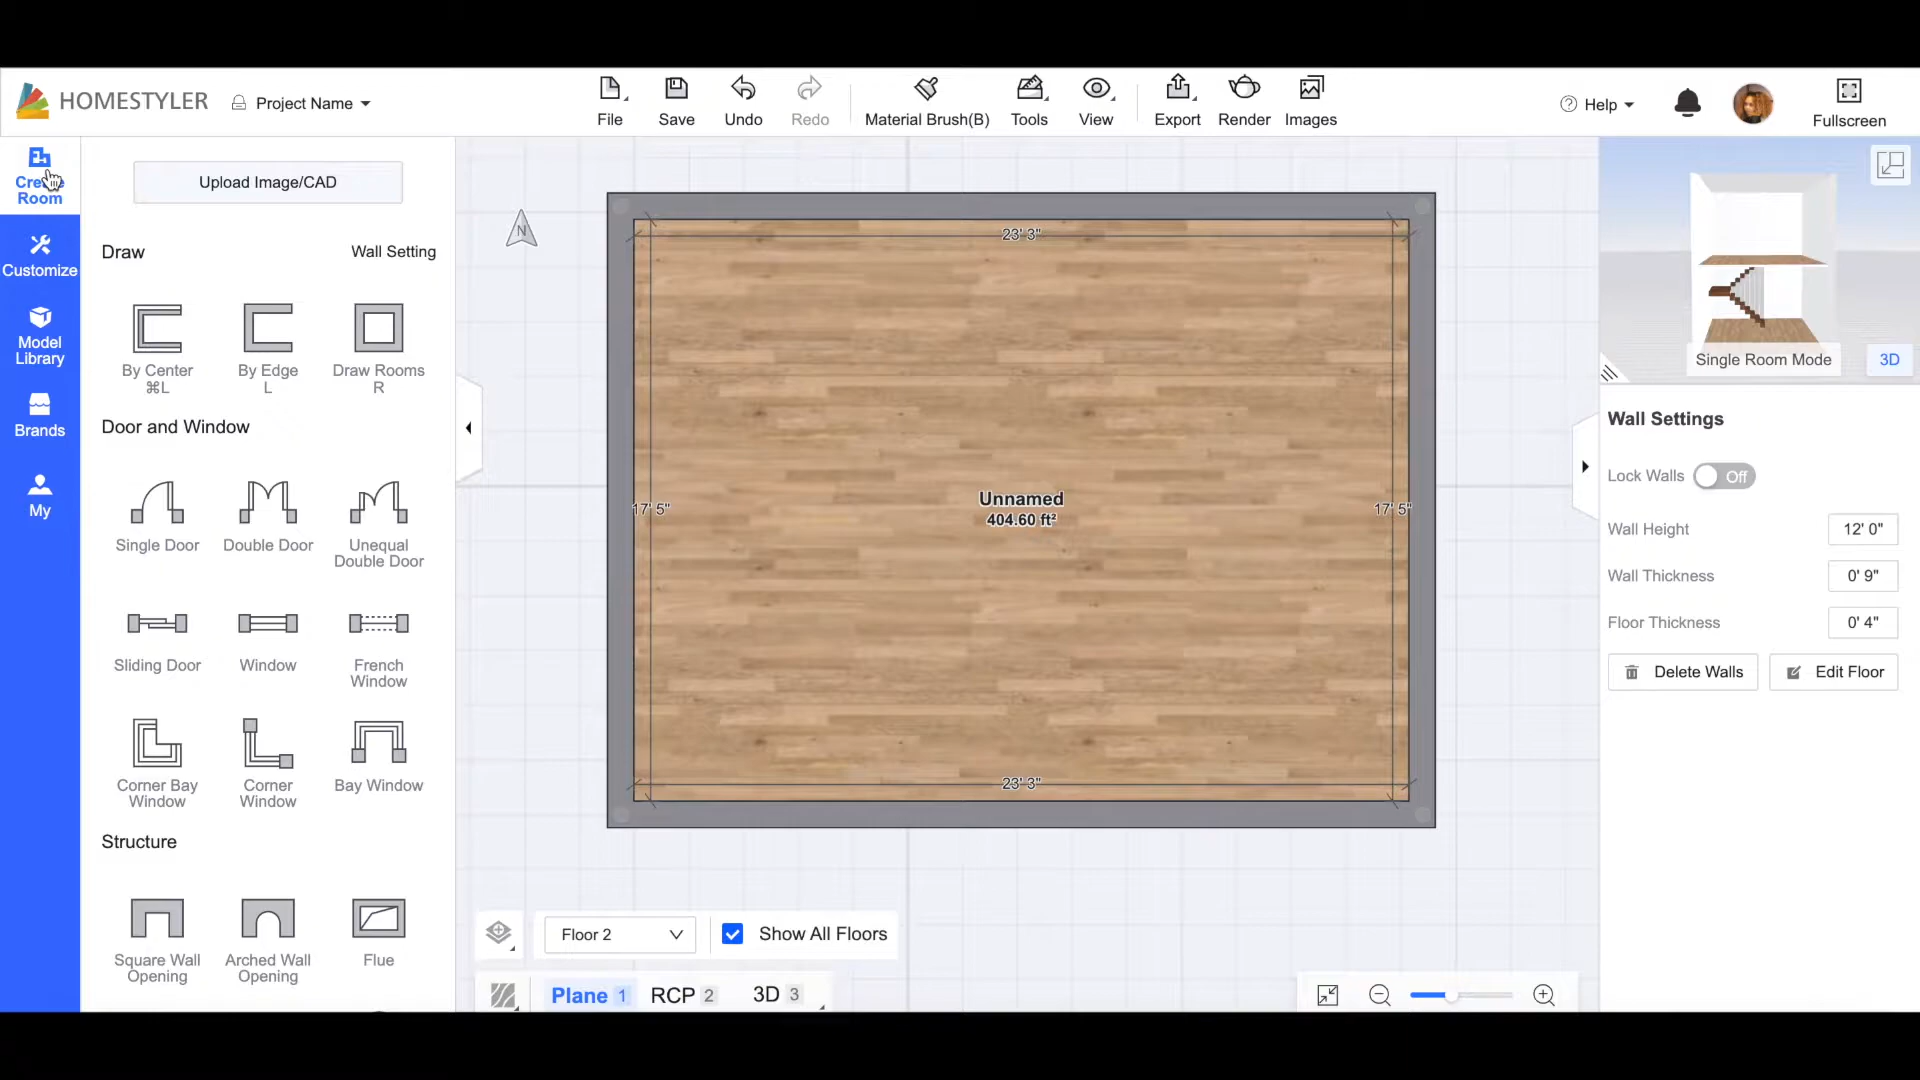 HOMESTYLER
Project Name
File
Save
Undo
Redo
Material Brush(B)
Tools
View
Export
Render
Images
Help
Fullscreen
Create
Room
Customize
Model
Library
Brands
My
Upload Image/CAD
Draw
Wall Setting
By Center
⌘L
By Edge
L
Draw Rooms
R
Door and Window
Single Door
Double Door
Unequal
Double Door
Sliding Door
Window
French
Window
Corner Bay
Window
Corner
Window
Bay Window
Structure
Square Wall
Opening
Arched Wall
Opening
Flue
N
23' 3"
17' 5"
Unnamed
404.60 ft²
17' 5"
23' 3"
Floor 2
Show All Floors
Plane 1
RCP 2
3D 3
Single Room Mode
3D
Wall Settings
Lock Walls Off
Wall Height 12' 0"
Wall Thickness 0' 9"
Floor Thickness 0' 4"
Delete Walls
Edit Floor